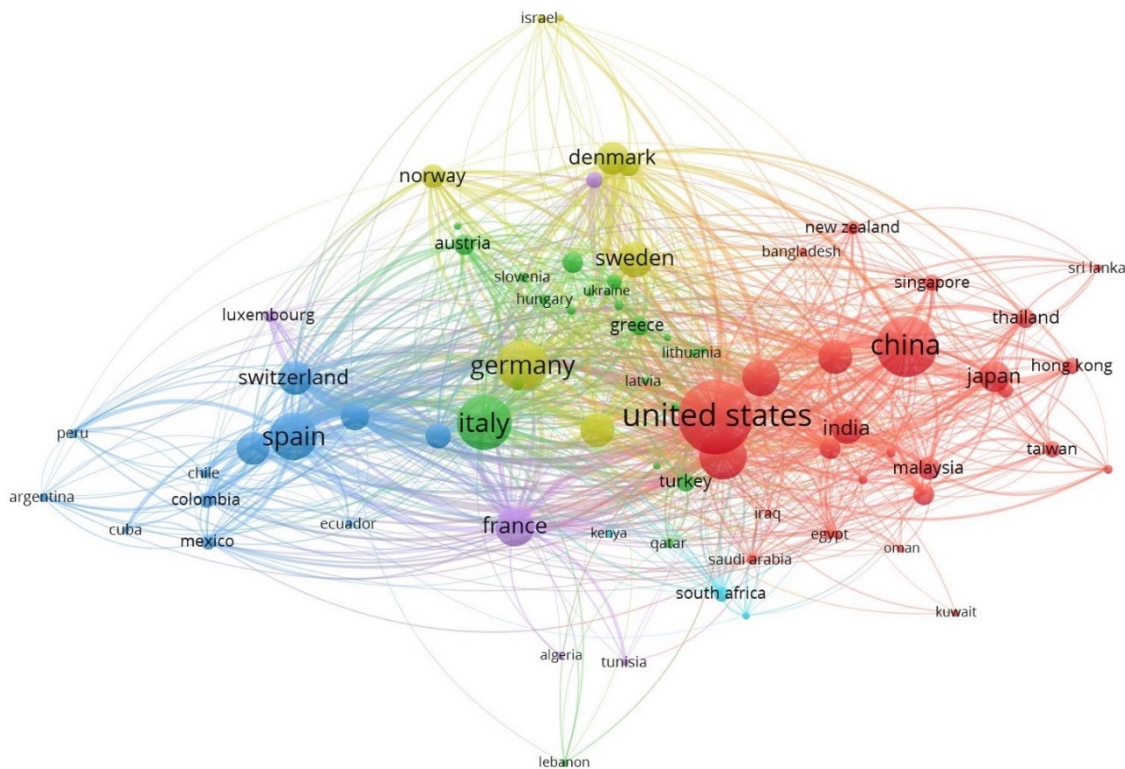 israel
denmark
norway
new zealand
austria
bangladesh
sweden
sri lanka
slovenia
singapore
ukraine
hungary
luxembourg
thailand
greece
china
lithuania
germany
hong kong
switzerland
latvia
japan
united states
italy
india
peru
spain
taiwan
malaysia
chile
turkey
argentina
colombia
iraq
ecuador
france
cuba
kenya
egypt
mexico
qatar
oman
saudi arabia
south africa
kuwait
algeria
tunisia
lebanon